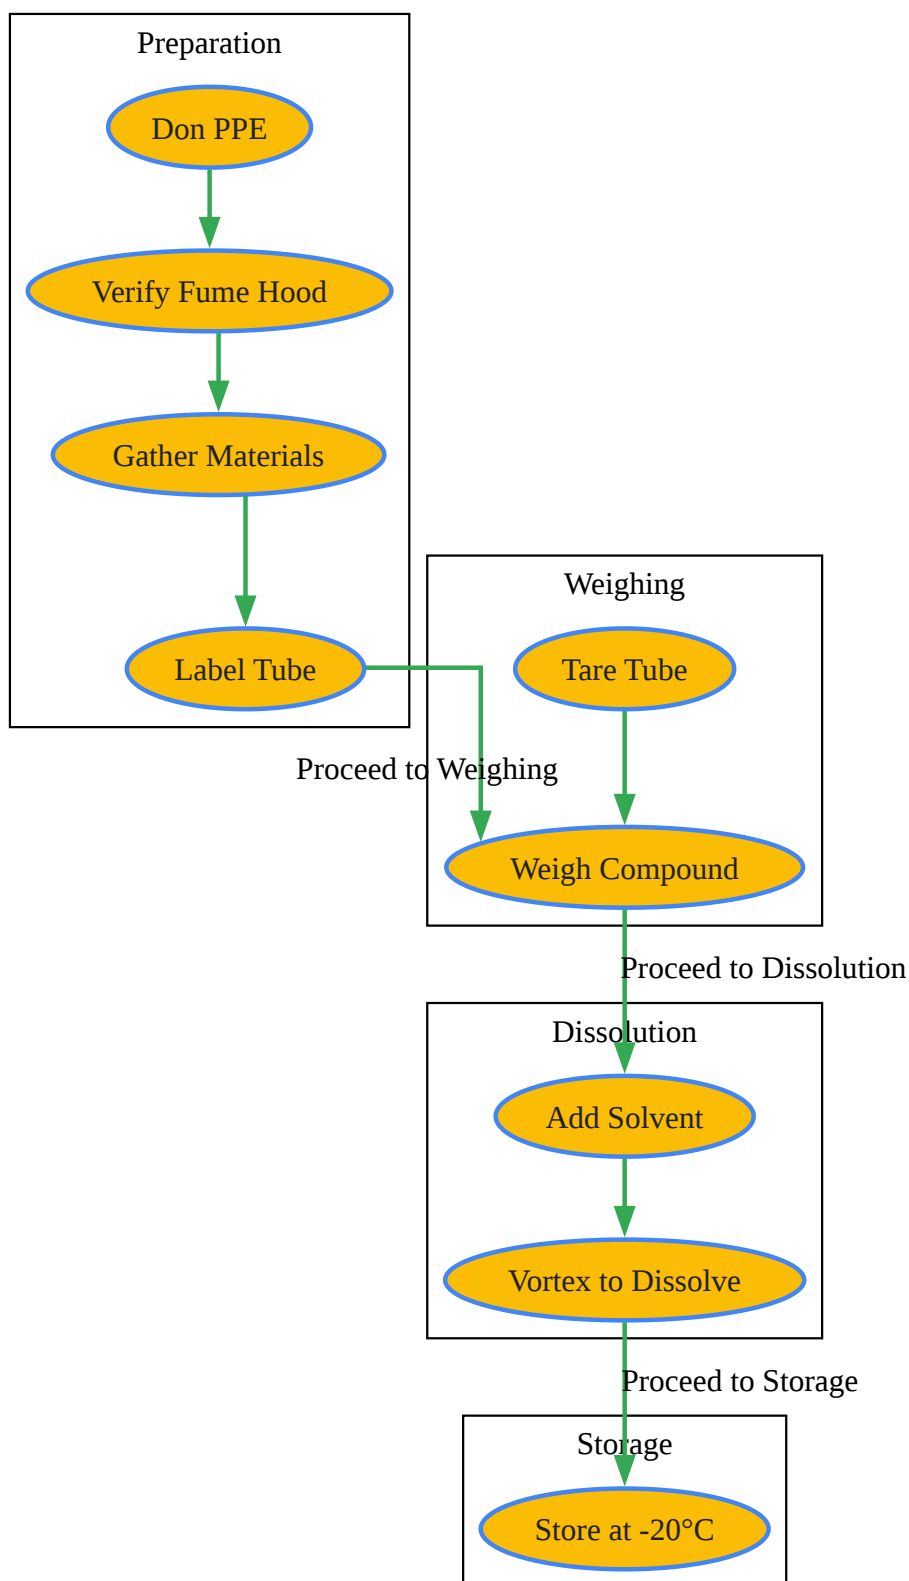 Preparation
Don PPE
Verify Fume Hood
Gather Materials
Label Tube
Weighing
Tare Tube
Proceed to Weighing
Weigh Compound
Proceed to Dissolution
Dissolution
Add Solvent
Vortex to Dissolve
Proceed to Storage
Storage
Store at -20°C